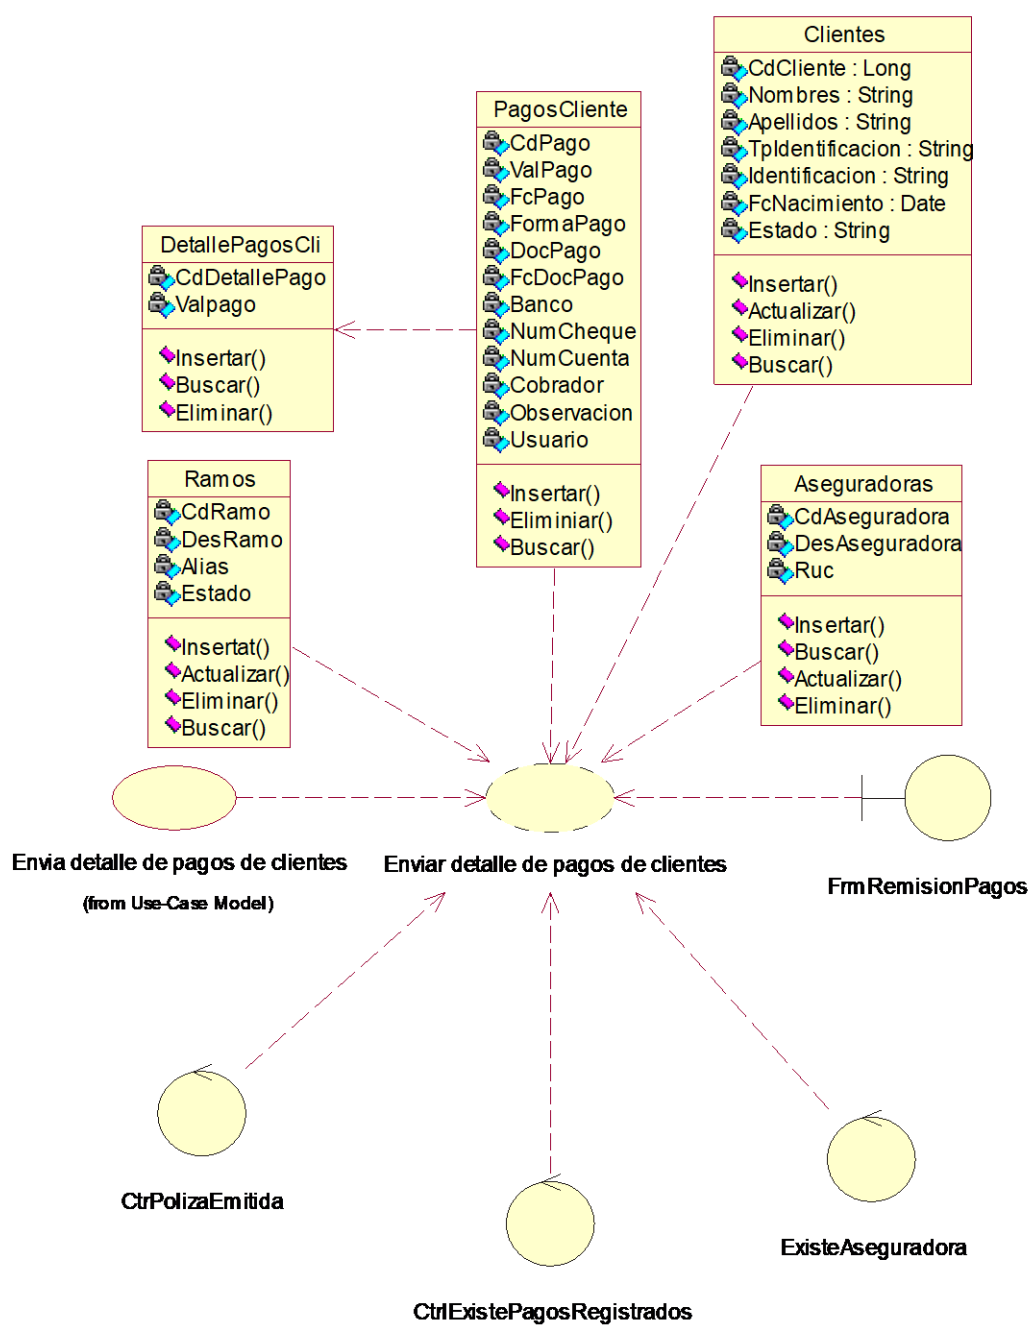 Clientes
CdCliente : Long
Nombres : String
Apellidos : String
TpIdentificacion : String
Identificacion : String
FcNacimiento : Date
Estado : String
Insertar()
Actualizar()
Eliminar()
Buscar()
PagosCliente
CdPago
ValPago
FcPago
FormaPago
DocPago
FcDocPago
Banco
NumCheque
NumCuenta
Cobrador
Observacion
Usuario
Insertar()
Eliminiar()
Buscar()
DetallePagosCli
CdDetallePago
Valpago
Insertar()
Buscar()
Eliminar()
Ramos
CdRamo
DesRamo
Alias
Estado
Insertat()
Actualizar()
Eliminar()
Buscar()
Aseguradoras
CdAseguradora
DesAseguradora
Ruc
Insertar()
Buscar()
Actualizar()
Eliminar()
Envia detalle de pagos de clientes
(from Use-Case Model)
Enviar detalle de pagos de clientes
FrmRemisionPagos
CtrPolizaEmitida
CtrlExistePagosRegistrados
ExisteAseguradora